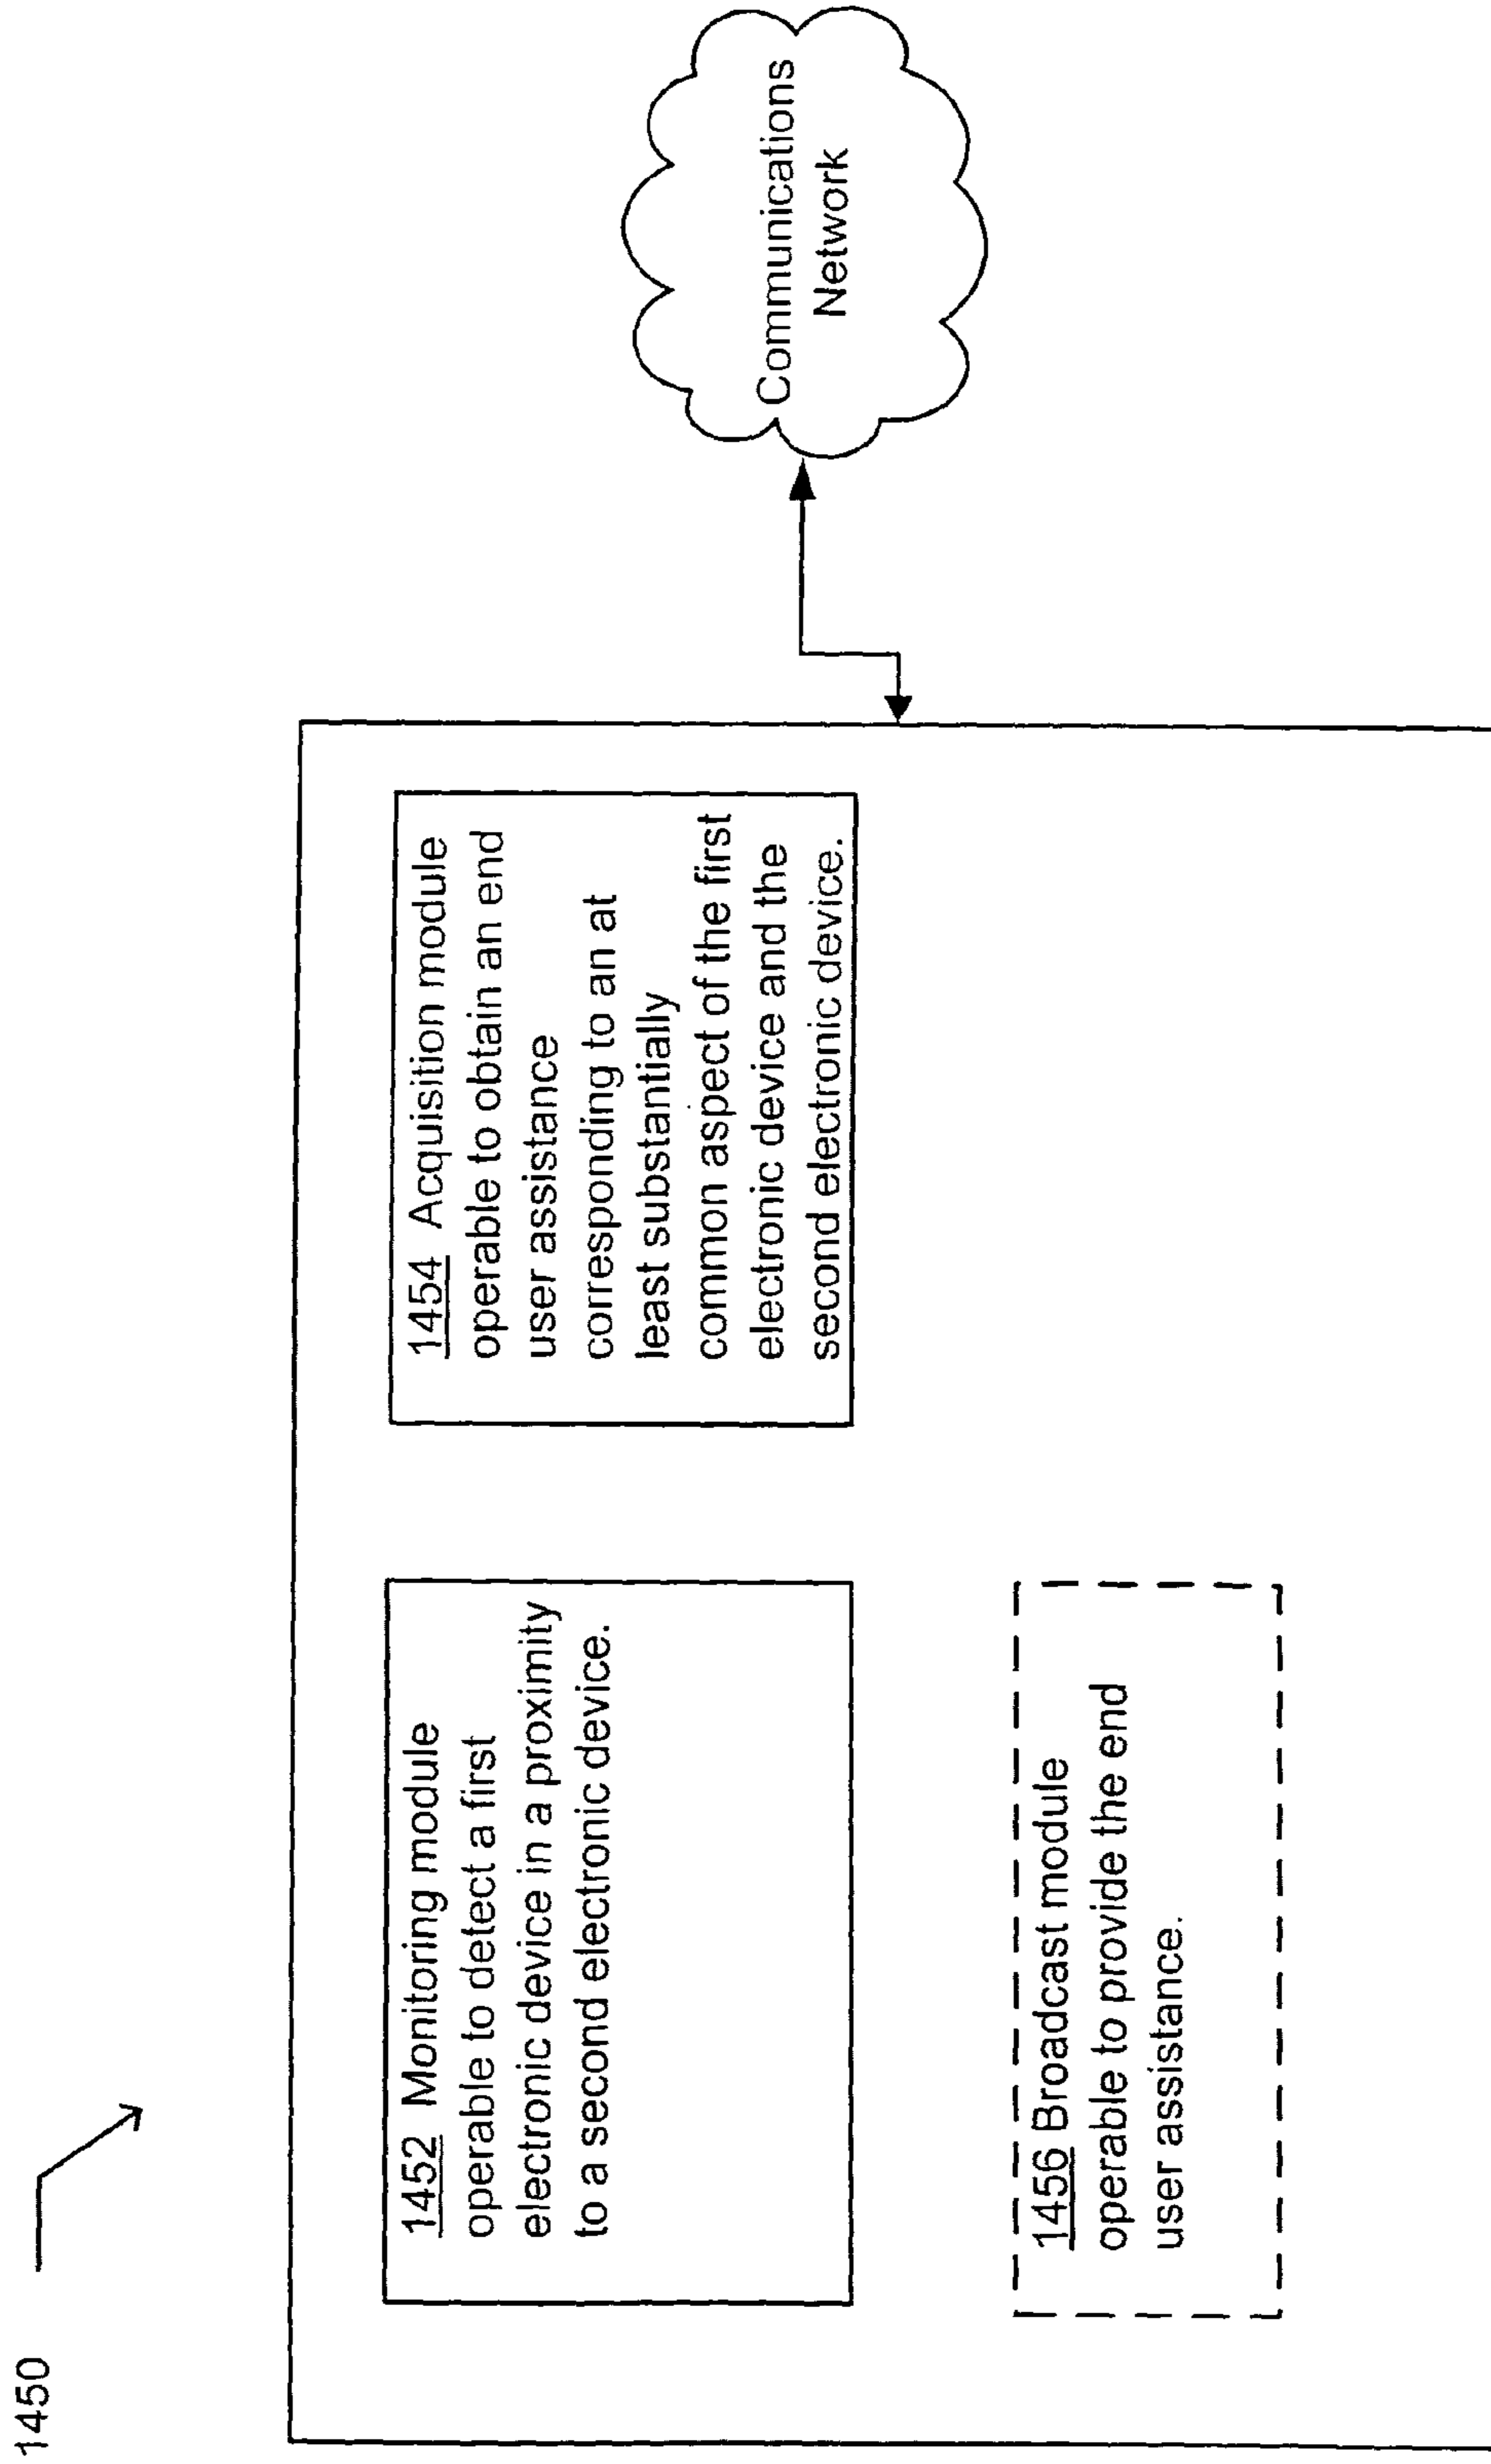 1450
1452 Monitoring module
operable to detect a first
electronic device in a proximity
to a second electronic device.
1454 Acquisition module
operable to obtain an end
user assistance
corresponding to an at
least substantially
common aspect of the first
electronic device and the
second electronic device.
1456 Broadcast module
operable to provide the end
user assistance.
Communications
Network